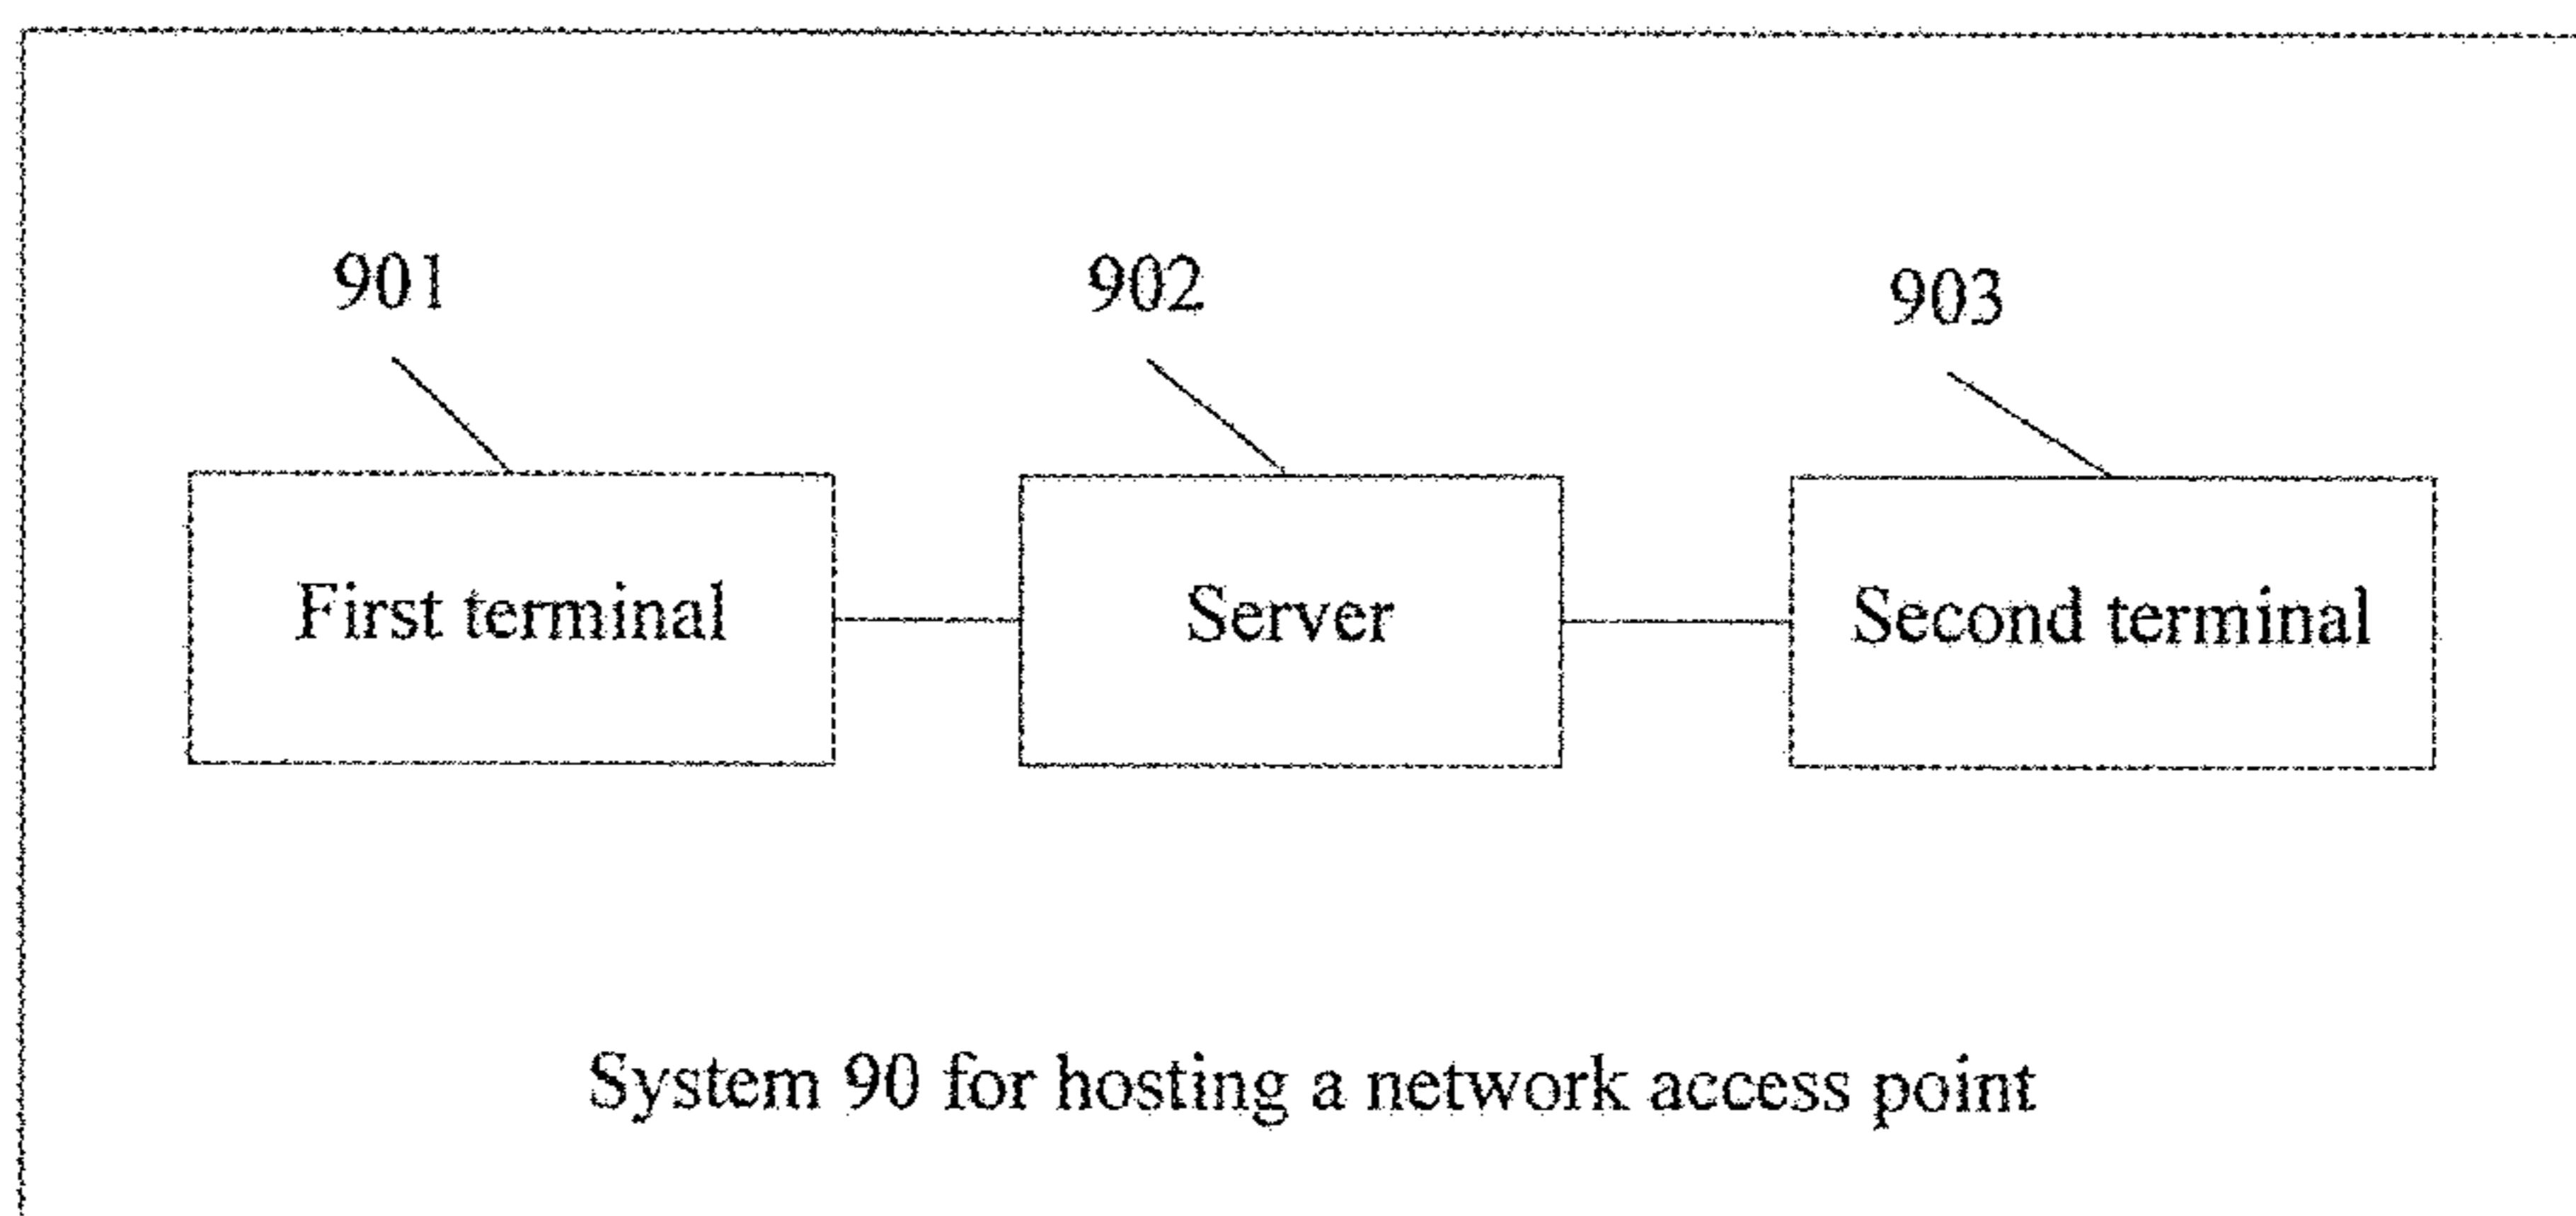 901
902
903
First terminal
Server
Second terminal
System 90 for hosting a network access point